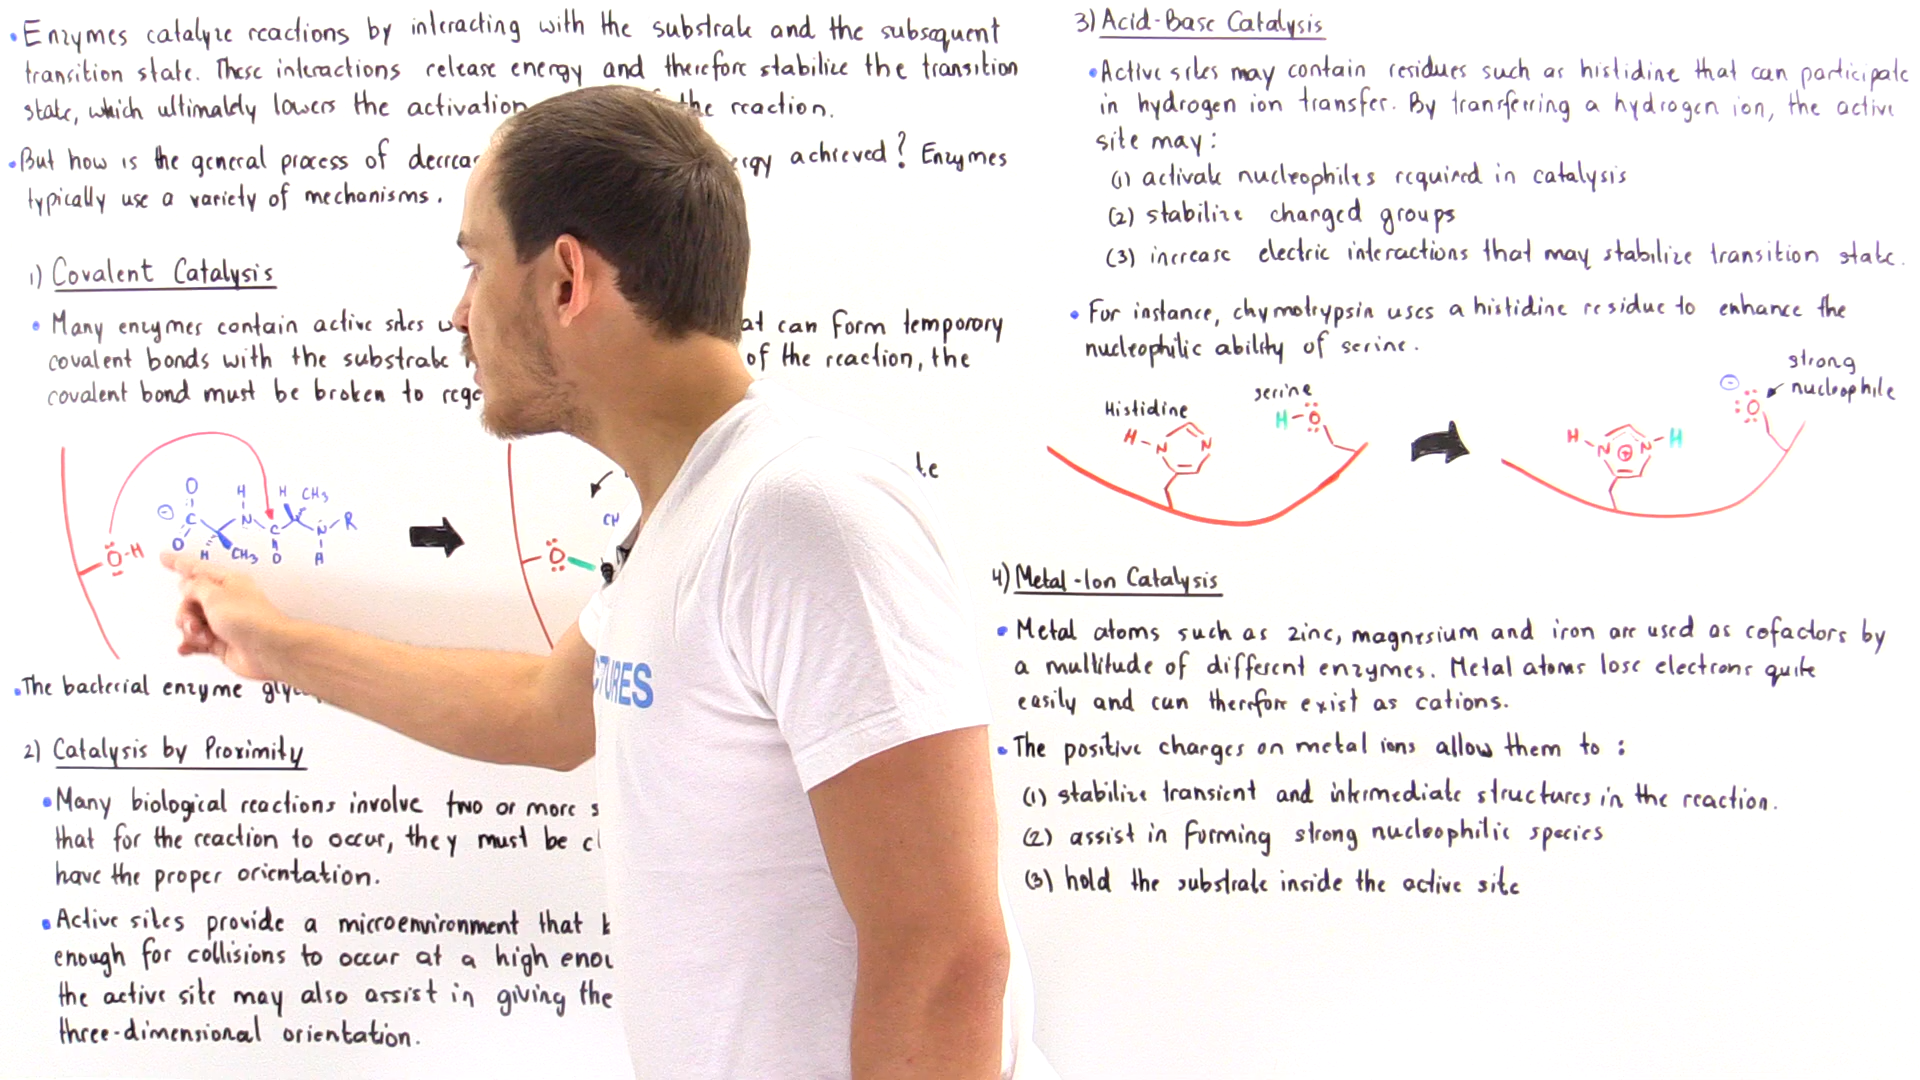 •Enzymes catalyze reactions by interacting with the substrate and the subsequent
transition state. These interactions release energy and therefore stabilize the transition
state, which ultimately lowers the activation the reaction.
•But how is the general process of achieved? Enzymes
typically use a variety of mechanisms.
1) Covalent Catalysis
• Many enzymes contain active sites can form temporary
covalent bonds with the substrate of the reaction, the
covalent bond must be broken to
O-H
O
⊖
C
O
H
CH3
H
N
C
O
H CH3
N-R
H
O
•The bacterial enzyme
2) Catalysis by Proximity
•Many biological reactions involve two or more
that for the reaction to occur, they must be
have the proper orientation.
•Active sites provide a microenvironment that
enough for collisions to occur at a high
the active site may also assist in giving the
three-dimensional orientation.
CTURES
3) Acid-Base Catalysis
•Active sites may contain residues such as histidine that can participate
in hydrogen ion transfer. By transferring a hydrogen ion, the active
site may:
(1) activate nucleophiles required in catalysis
(2) stabilize charged groups
(3) increase electric interactions that may stabilize transition state.
• For instance, chymotrypsin uses a histidine residue to enhance the
nucleophilic ability of serine.
Histidine
H-N N
serine
H-O
H-N ⊕ N-H
⊖
O
strong
nucleophile
4) Metal-Ion Catalysis
• Metal atoms such as zinc, magnesium and iron are used as cofactors by
a multitude of different enzymes. Metal atoms lose electrons quite
easily and can therefore exist as cations.
• The positive charges on metal ions allow them to :
(1) stabilize transient and intermediate structures in the reaction.
(2) assist in forming strong nucleophilic species
(3) hold the substrate inside the active site